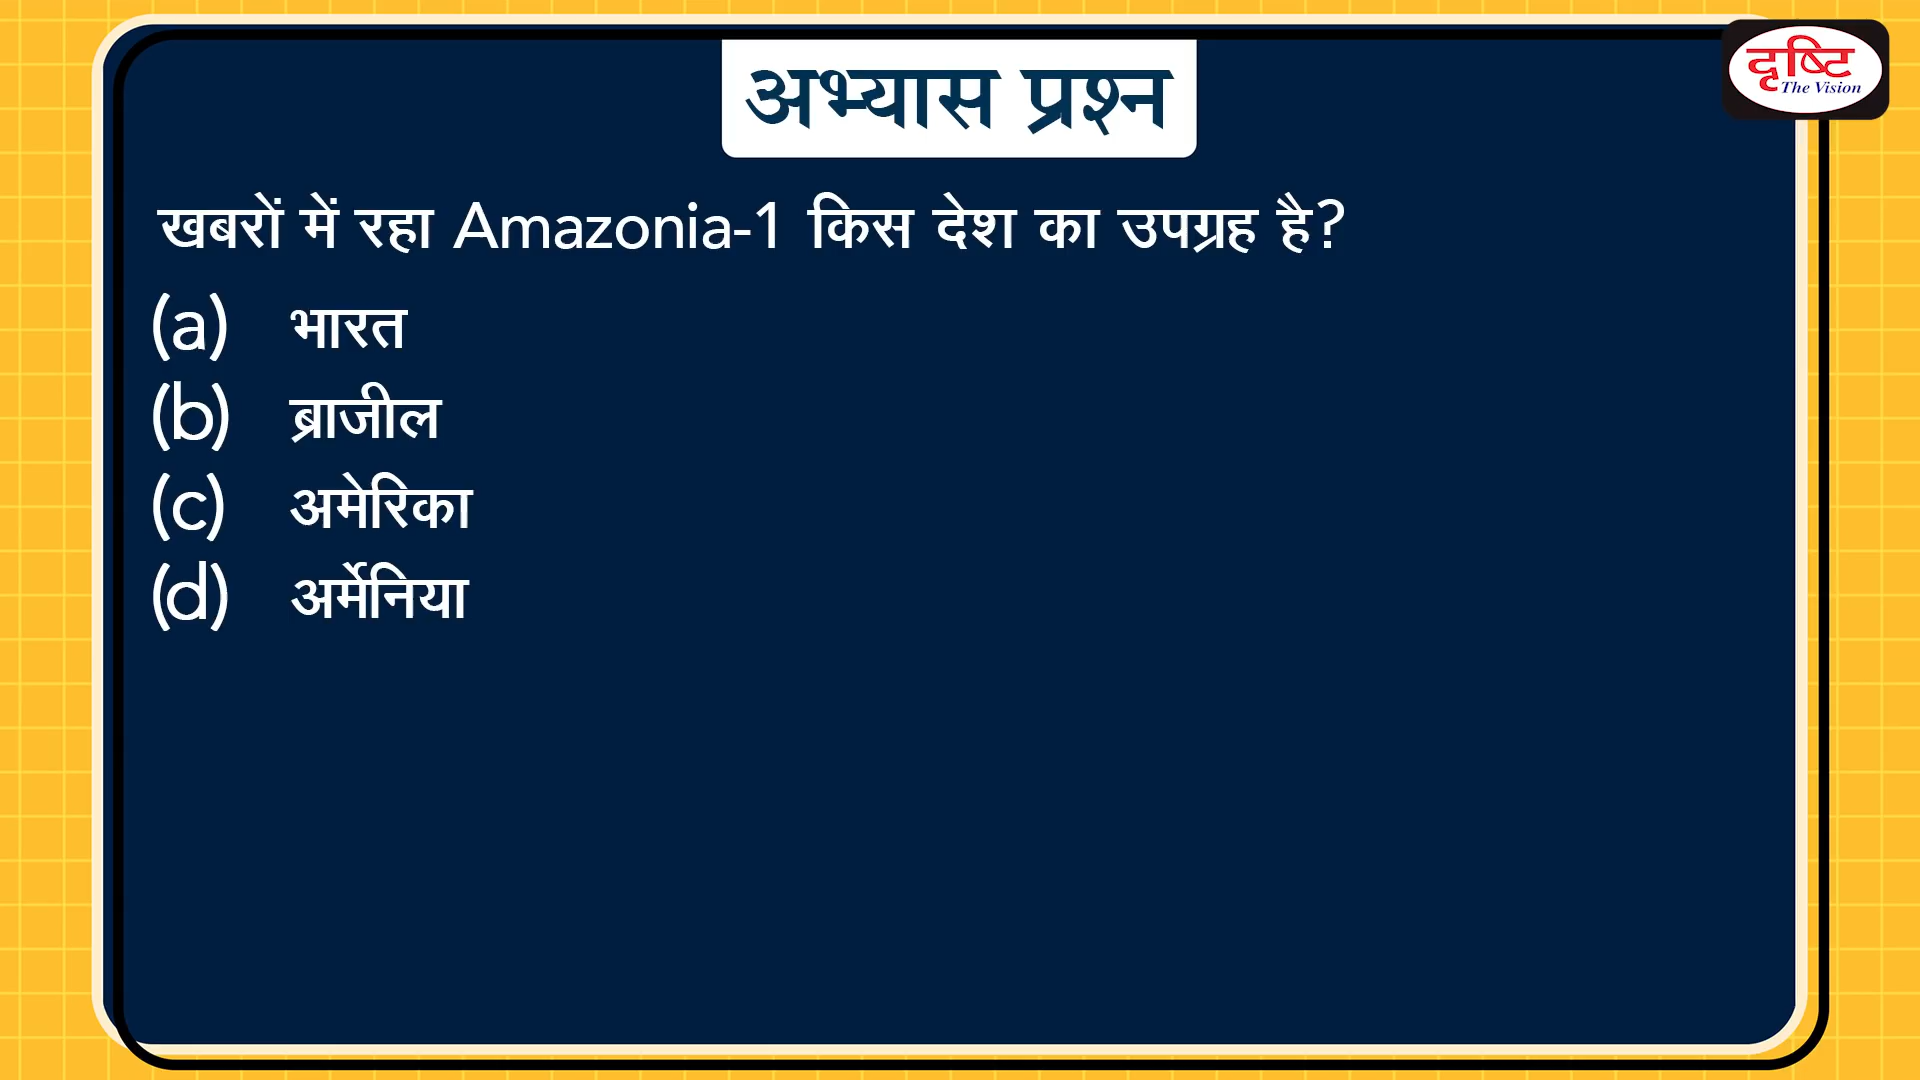 अभ्यास प्रश्न
दृष्टि
The Vision
खबरों में रहा Amazonia-1 किस देश का उपग्रह है?
(a) भारत
(b) ब्राजील
(c) अमेरिका
(d) अर्मेनिया